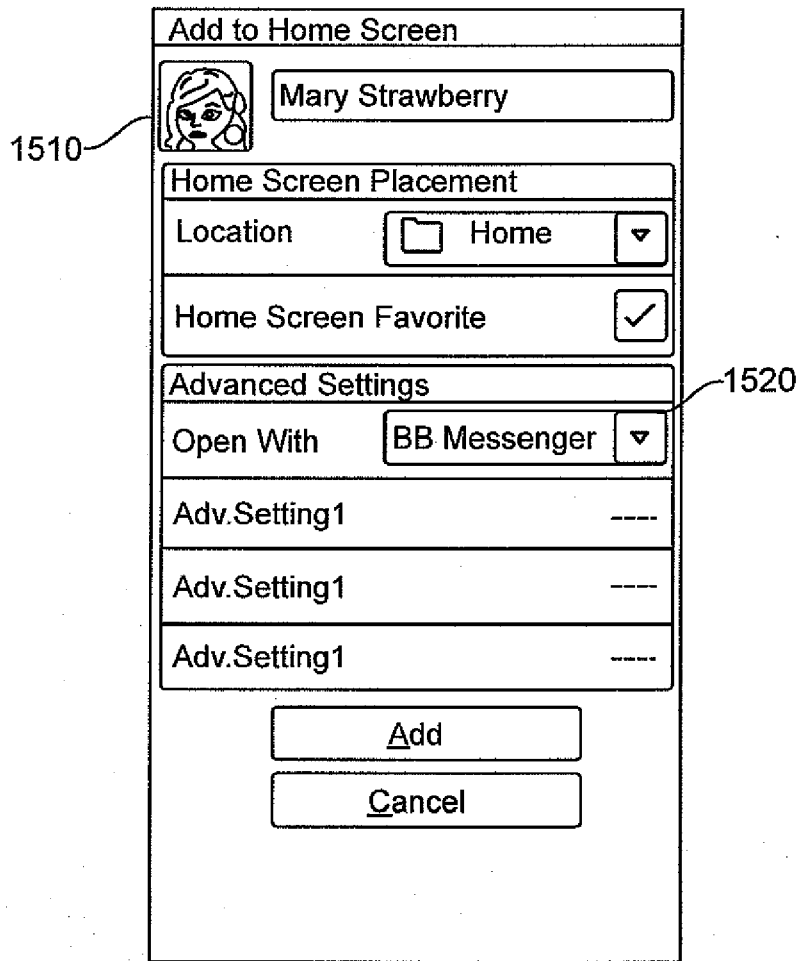 Add to Home Screen
Mary Strawberry
1510
Home Screen Placement
Location Home
Home Screen Favorite
Advanced Settings
1520
Open With BB Messenger
Adv.Setting1 ----
Adv.Setting1 ----
Adv.Setting1 ----
Add
Cancel